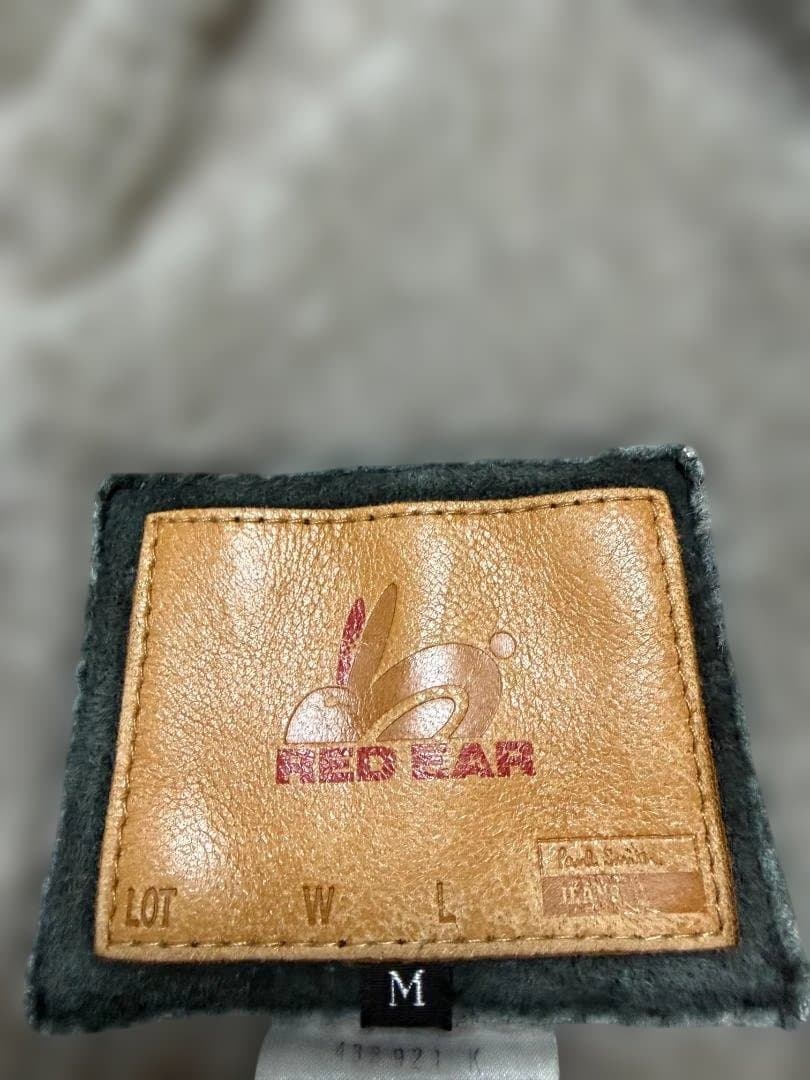 RED EAR
Paul Smith
JEANS
LOT W L
M